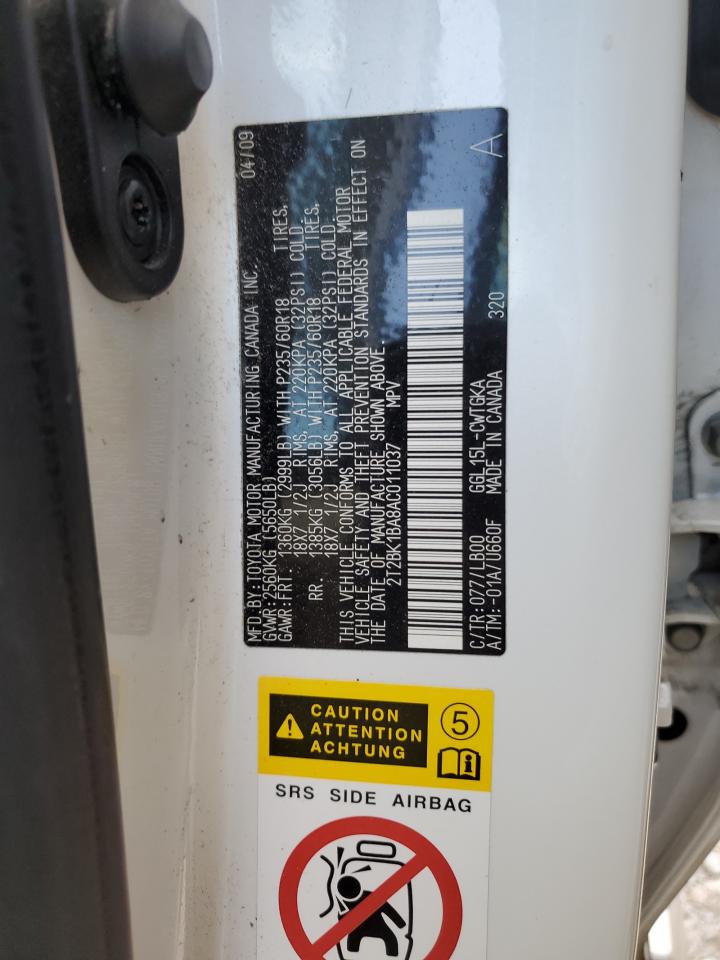 MFD.BY:TOYOTA MOTOR MANUFACTURING CANADA INC. 04/09
GVWR:2560KG(5650LB)
GAWR:FRT. 1360KG (2999LB) WITH P235/60R18 TIRES,
18X7 1/2J RIMS, AT 220KPA (32PSI) COLD.
RR. 1385KG (3056LB) WITH P235/60R18 TIRES,
18X7 1/2J RIMS, AT 220KPA (32PSI) COLD.
THIS VEHICLE CONFORMS TO ALL APPLICABLE FEDERAL MOTOR
VEHICLE SAFETY AND THEFT PREVENTION STANDARDS IN EFFECT ON
THE DATE OF MANUFACTURE SHOWN ABOVE.
2T2BK1BA8AC011037 MPV
C/TR:077/LB00 GGL15L-CWTGKA
A/TM:-01A/U660F MADE IN CANADA 320 A
CAUTION
ATTENTION
ACHTUNG
5
SRS SIDE AIRBAG